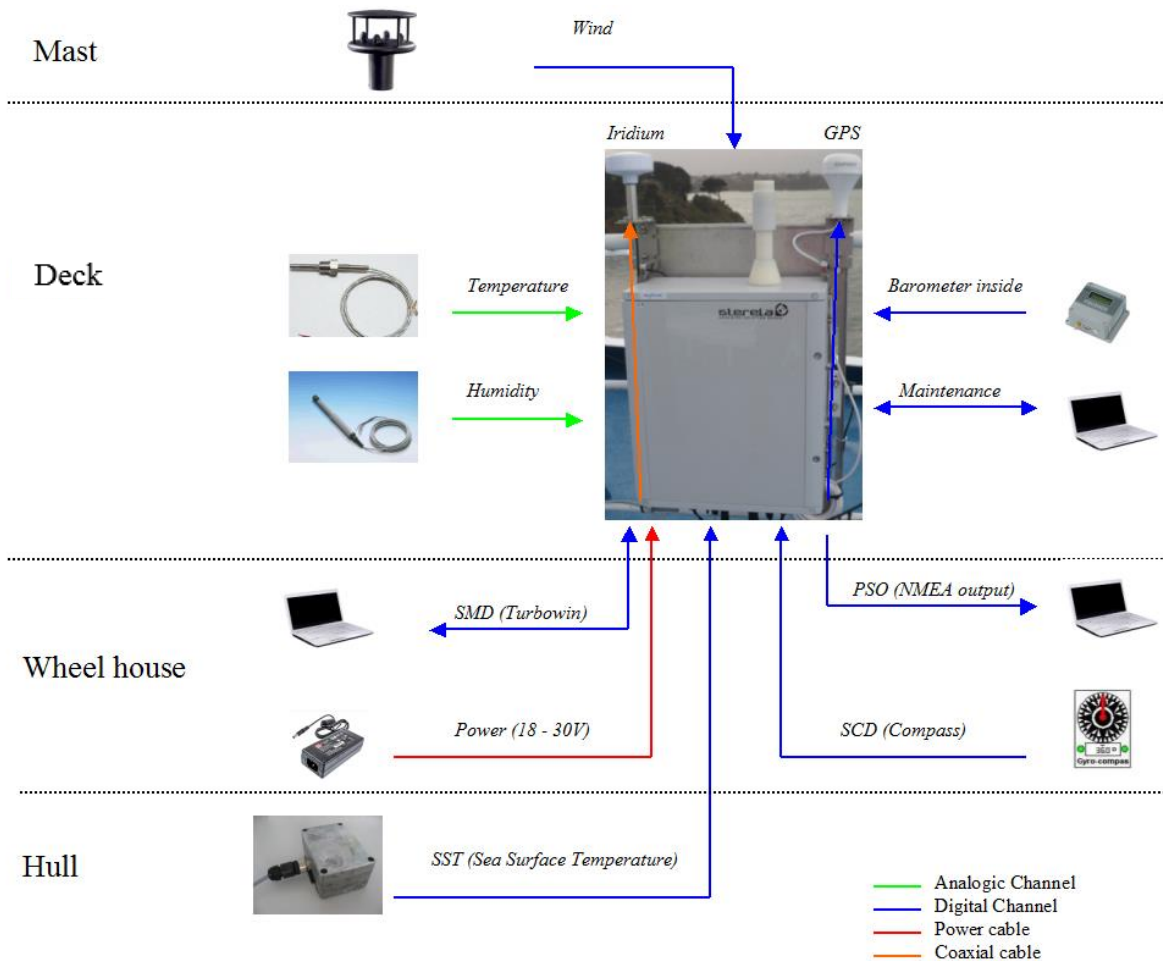 Mast
Wind
Iridium
GPS
Deck
Temperature
Barometer inside
sterela
Humidity
Maintenance
PSO (NMEA output)
SMD (Turbowin)
Wheel house
Power (18 - 30V)
SCD (Compass)
360
Gyro-compas
Hull
SST (Sea Surface Temperature)
Analogic Channel
Digital Channel
Power cable
Coaxial cable